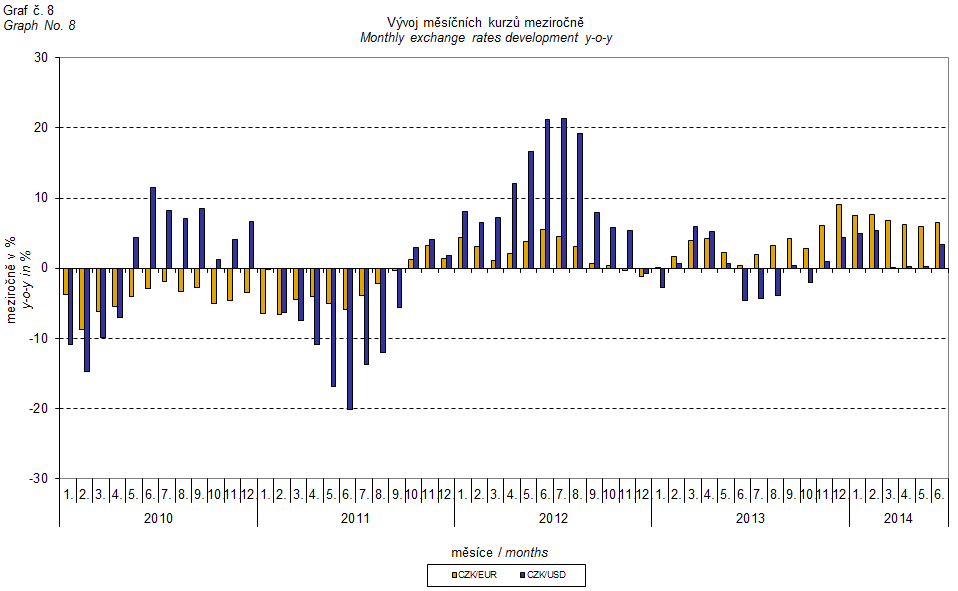 Graf č. 8
Graph No. 8
Vývoj měsíčních kurzů meziročně
Monthly exchange rates development y-o-y
meziročně v %
y-o-y in %
30
20
10
0
-10
-20
-30
1. 2. 3. 4. 5. 6. 7. 8. 9. 10 11 12 1. 2. 3. 4. 5. 6. 7. 8. 9. 10 11 12 1. 2. 3. 4. 5. 6. 7. 8. 9. 10 11 12 1. 2. 3. 4. 5. 6. 7. 8. 9. 10 11 12 1. 2. 3. 4. 5. 6.
2010 2011 2012 2013 2014
měsíce / months
CZK/EUR CZK/USD